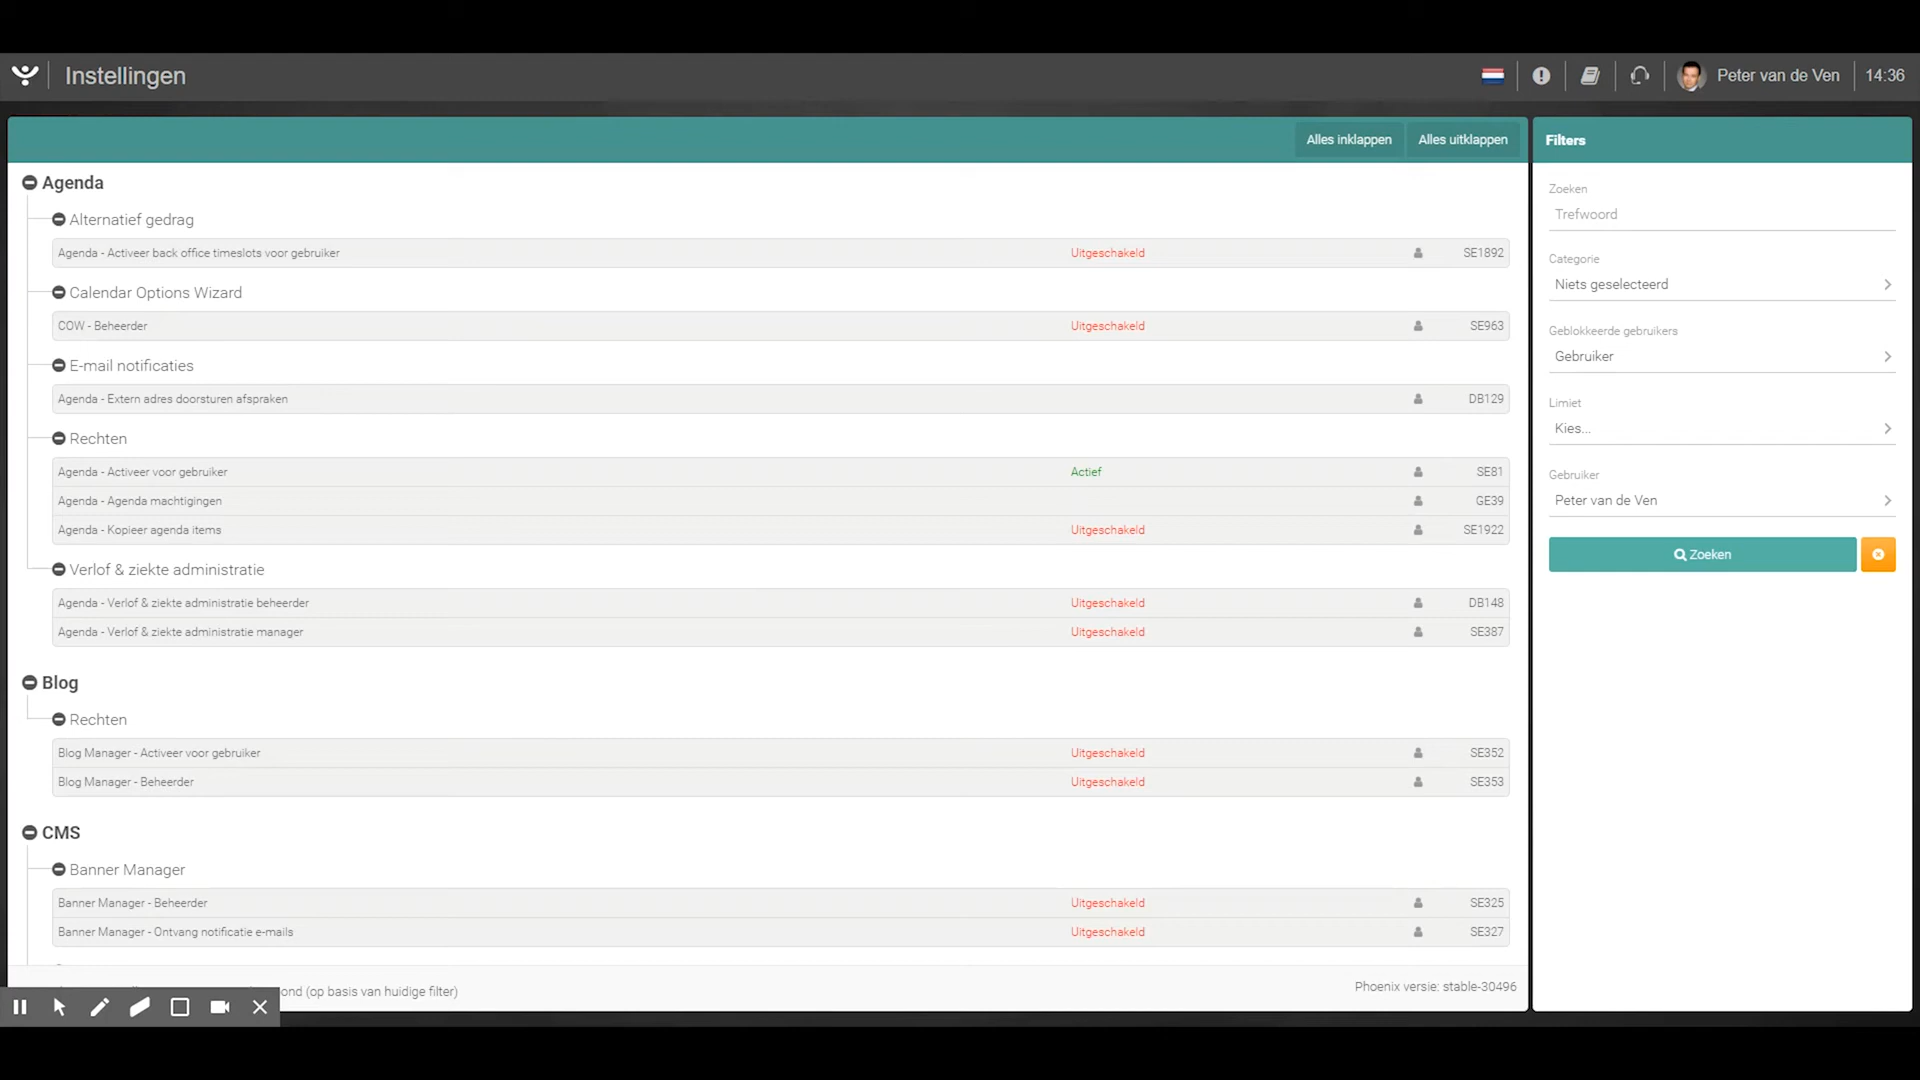 Instellingen
Peter van de Ven
14:36
Alles inklappen
Alles uitklappen
Agenda
Alternatief gedrag
Agenda - Activeer back office timeslots voor gebruiker Uitgeschakeld SE1892
Calendar Options Wizard
COW - Beheerder Uitgeschakeld SE963
E-mail notificaties
Agenda - Extern adres doorsturen afspraken DB129
Rechten
Agenda - Activeer voor gebruiker Actief SE81
Agenda - Agenda machtigingen GE39
Agenda - Kopieer agenda items Uitgeschakeld SE1922
Verlof & ziekte administratie
Agenda - Verlof & ziekte administratie beheerder Uitgeschakeld DB148
Agenda - Verlof & ziekte administratie manager Uitgeschakeld SE387
Blog
Rechten
Blog Manager - Activeer voor gebruiker Uitgeschakeld SE352
Blog Manager - Beheerder Uitgeschakeld SE353
CMS
Banner Manager
Banner Manager - Beheerder Uitgeschakeld SE325
Banner Manager - Ontvang notificatie e-mails Uitgeschakeld SE327
(op basis van huidige filter)
Phoenix versie: stable-30496
Filters
Zoeken
Trefwoord
Categorie
Niets geselecteerd
Geblokkeerde gebruikers
Gebruiker
Limiet
Kies...
Gebruiker
Peter van de Ven
Zoeken